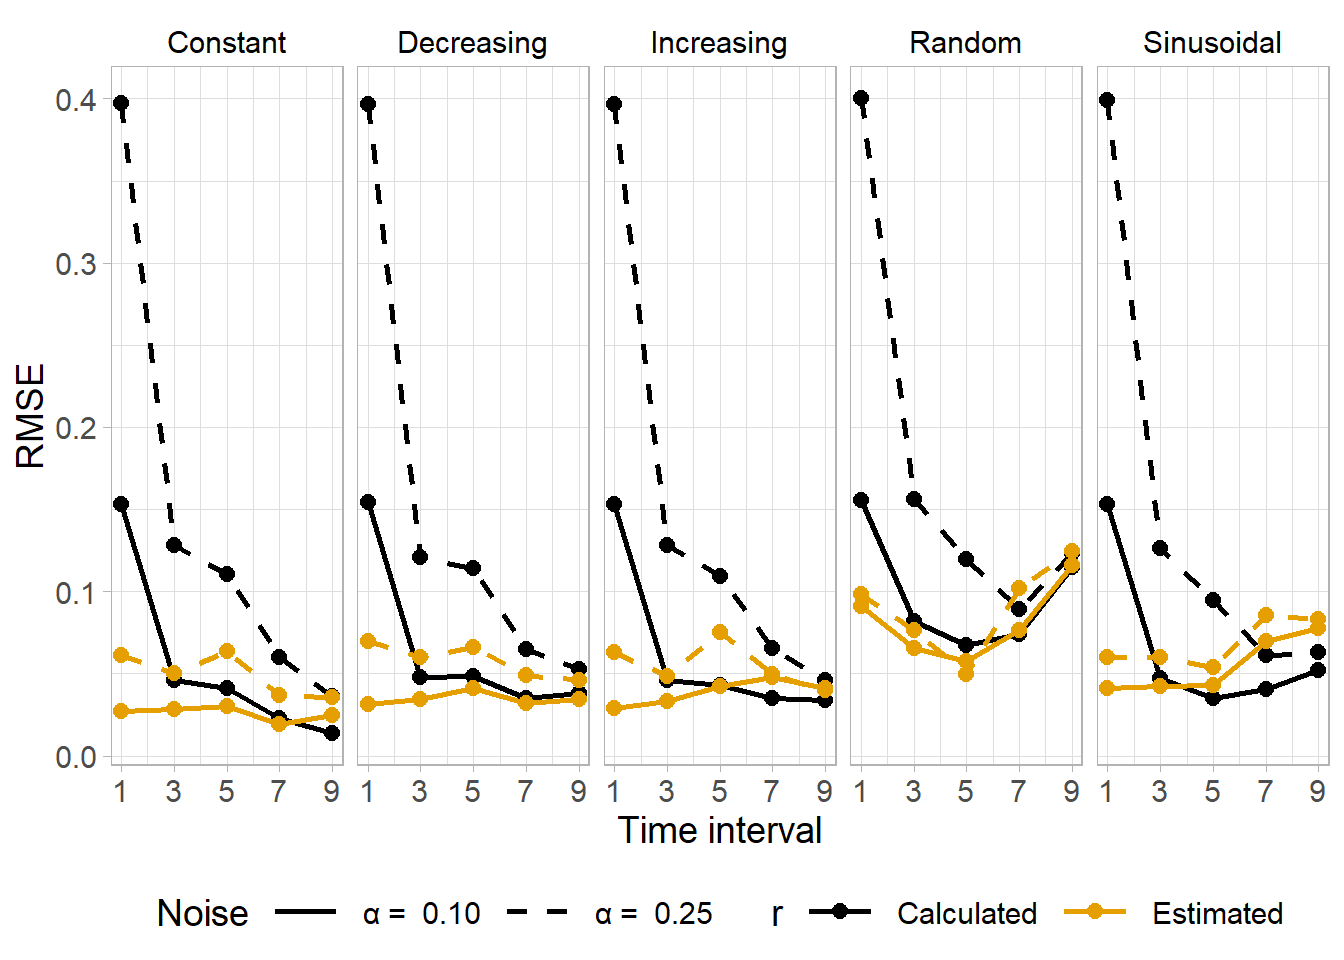 Constant Decreasing Increasing Random Sinusoidal
0.4
0.3
0.2
0.1
0.0
RMSE
1 3 5 7 9 1 3 5 7 9 1 3 5 7 9 1 3 5 7 9 1 3 5 7 9
Time interval
Noise α = 0.10 α = 0.25 r Calculated Estimated